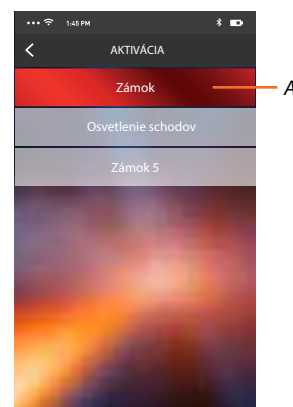 1:45 PM
AKTIVÁCIA
Zámok
A
Osvetlenie schodov
Zámok 5